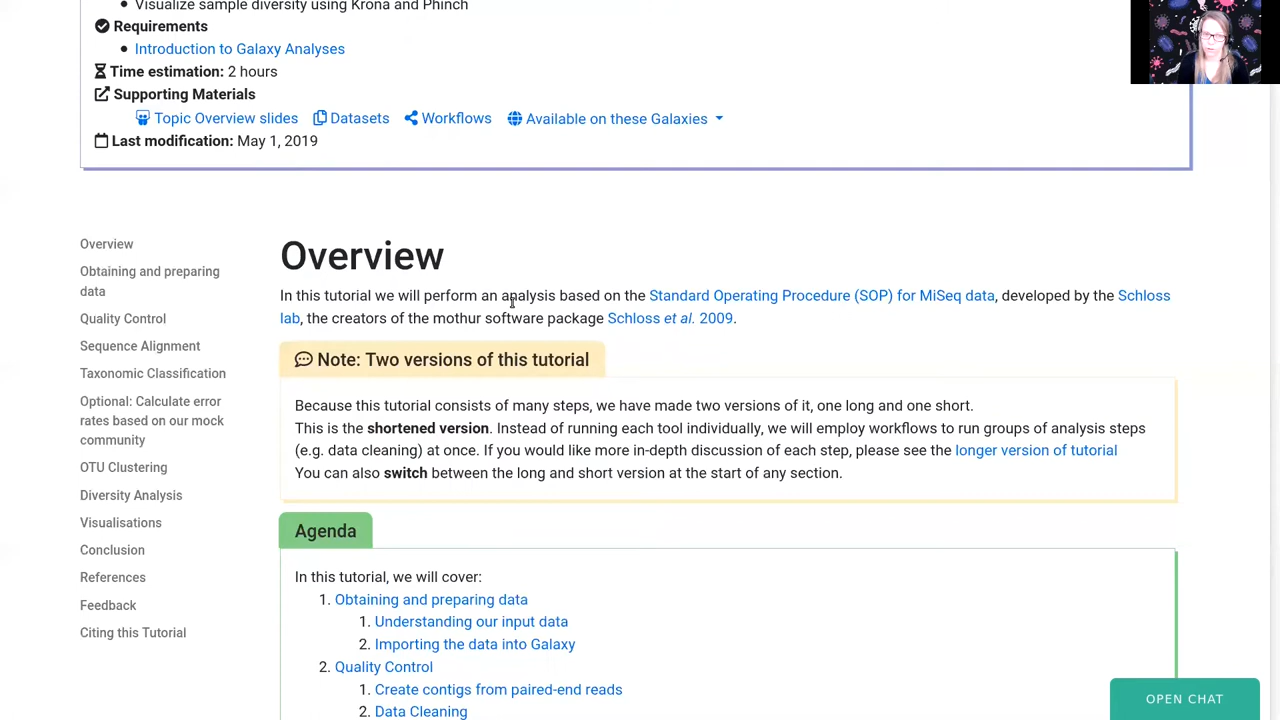 Visualize sample diversity using Krona and Phinch
Requirements
Introduction to Galaxy Analyses
Time estimation: 2 hours
Supporting Materials
Topic Overview slides Datasets Workflows Available on these Galaxies
Last modification: May 1, 2019
Overview
Obtaining and preparing
data
Quality Control
Sequence Alignment
Taxonomic Classification
Optional: Calculate error
rates based on our mock
community
OTU Clustering
Diversity Analysis
Visualisations
Conclusion
References
Feedback
Citing this Tutorial
Overview
In this tutorial we will perform an analysis based on the Standard Operating Procedure (SOP) for MiSeq data, developed by the Schloss
lab, the creators of the mothur software package Schloss et al. 2009.
Note: Two versions of this tutorial
Because this tutorial consists of many steps, we have made two versions of it, one long and one short.
This is the shortened version. Instead of running each tool individually, we will employ workflows to run groups of analysis steps
(e.g. data cleaning) at once. If you would like more in-depth discussion of each step, please see the longer version of tutorial
You can also switch between the long and short version at the start of any section.
Agenda
In this tutorial, we will cover:
1. Obtaining and preparing data
1. Understanding our input data
2. Importing the data into Galaxy
2. Quality Control
1. Create contigs from paired-end reads
2. Data Cleaning
OPEN CHAT